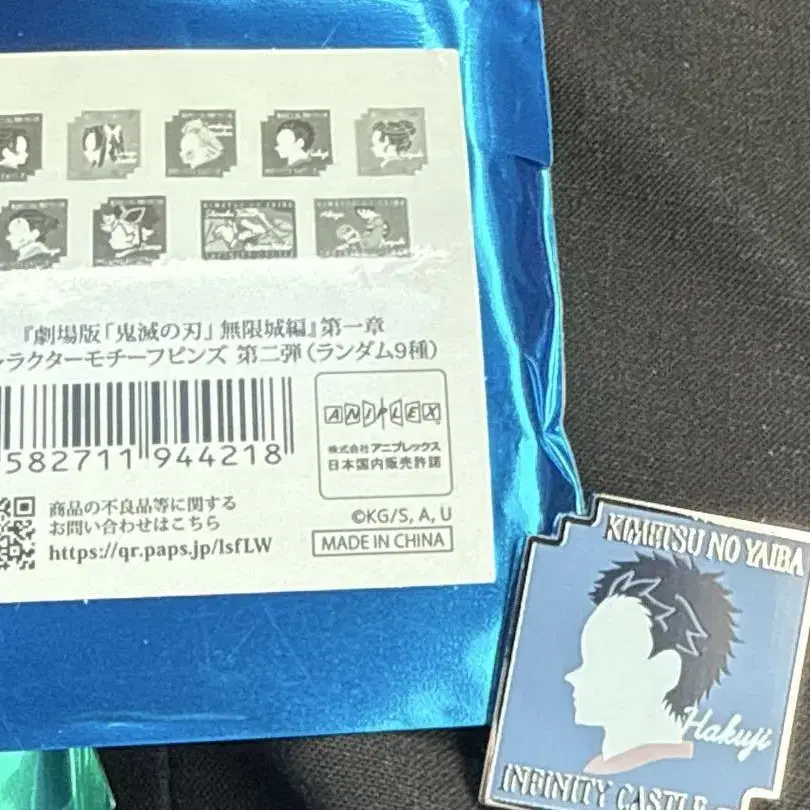 『劇場版「鬼滅の刃」無限城編』第一章
ラクターモチーフピンズ 第二弾(ランダム9種)
582711 944218
ANIPLEX
株式会社アニプレックス
日本国内販売許諾
商品の不良品等に関する
お問い合わせはこちら
https://qr.paps.jp/lsfLW
©KG/S, A, U
MADE IN CHINA
KIMETSU NO YAIBA
Hakuji
INFINITY CASTLE